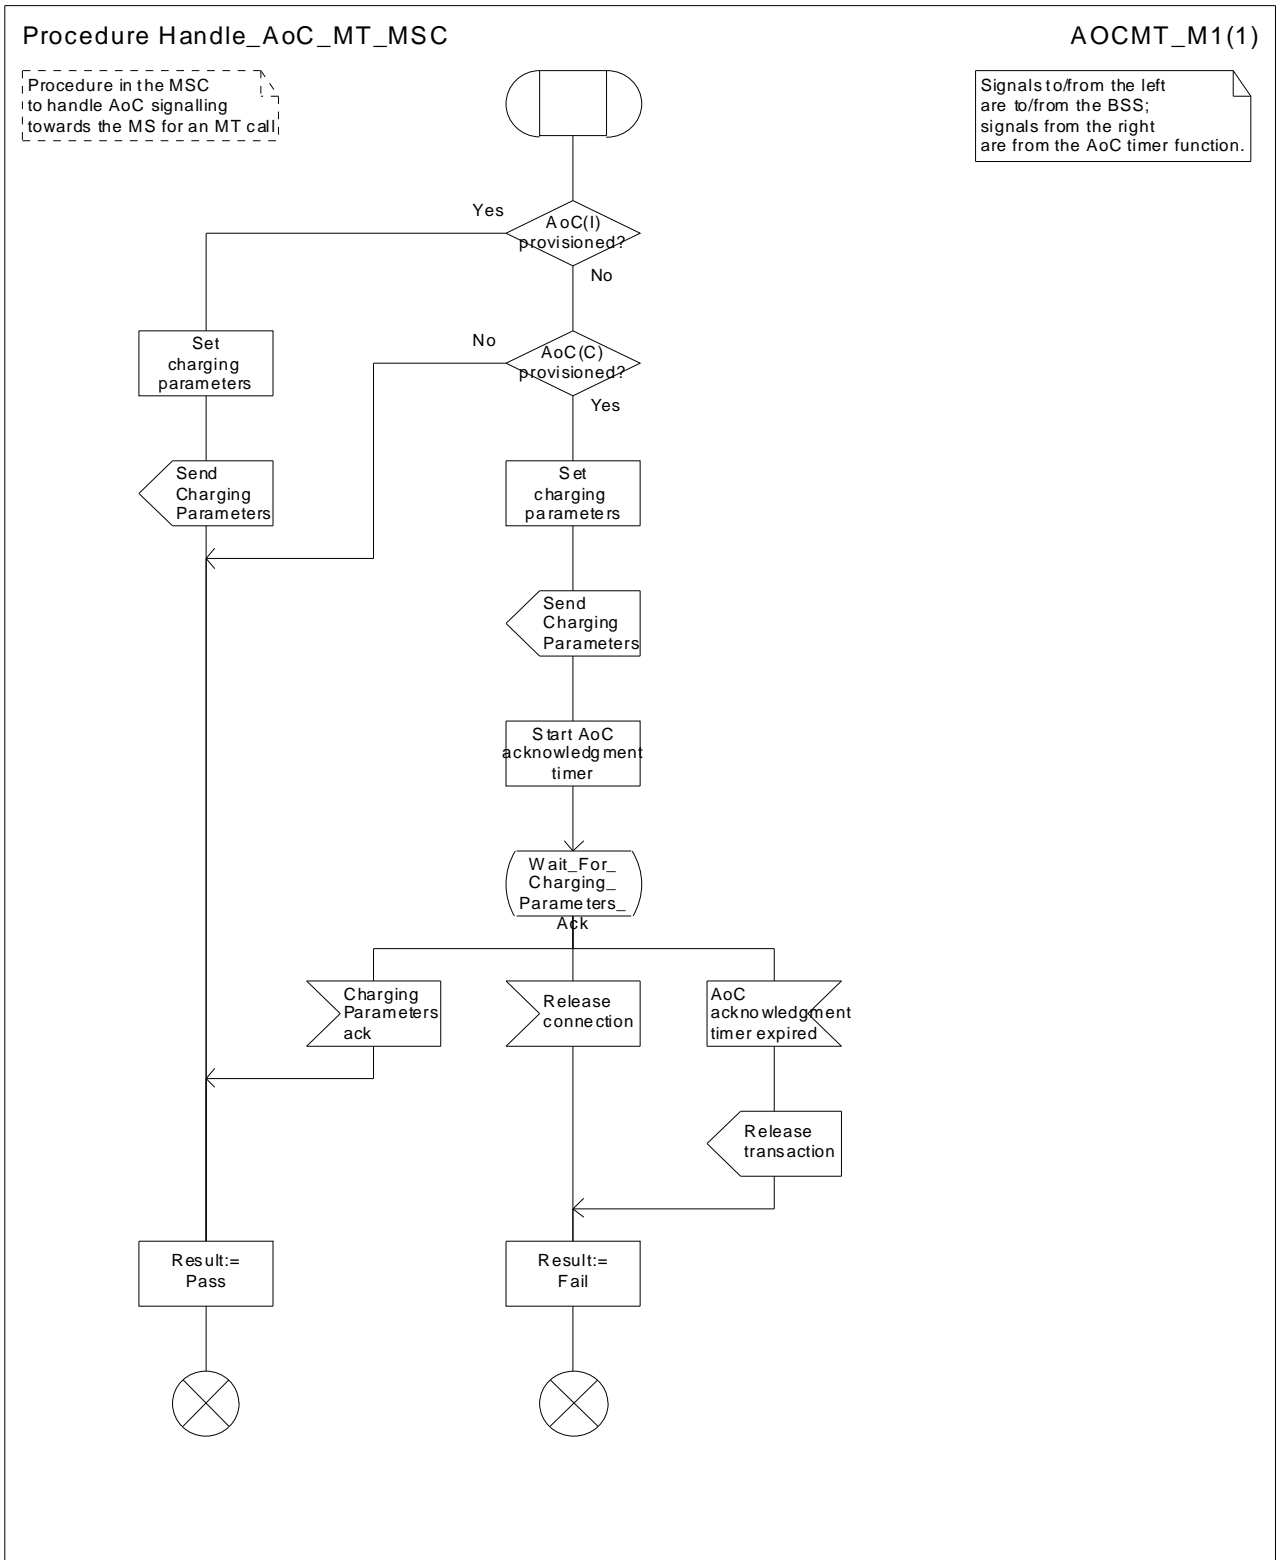 Procedure Handle_AoC_MT_MSC
AOCMT_M1(1)
Procedure in the MSC
to handle AoC signalling
towards the MS for an MT call
Signals to/from the left
are to/from the BSS;
signals from the right
are from the AoC timer function.
Yes
AoC(I)
provisioned?
No
Set
charging
parameters
No
AoC(C)
provisioned?
Yes
Send
Charging
Parameters
Set
charging
parameters
Send
Charging
Parameters
Start AoC
acknowledgment
timer
Wait_For_
Charging_
Parameters_
Ack
Charging
Parameters
ack
Release
connection
AoC
acknowledgment
timer expired
Release
transaction
Result:=
Pass
Result:=
Fail